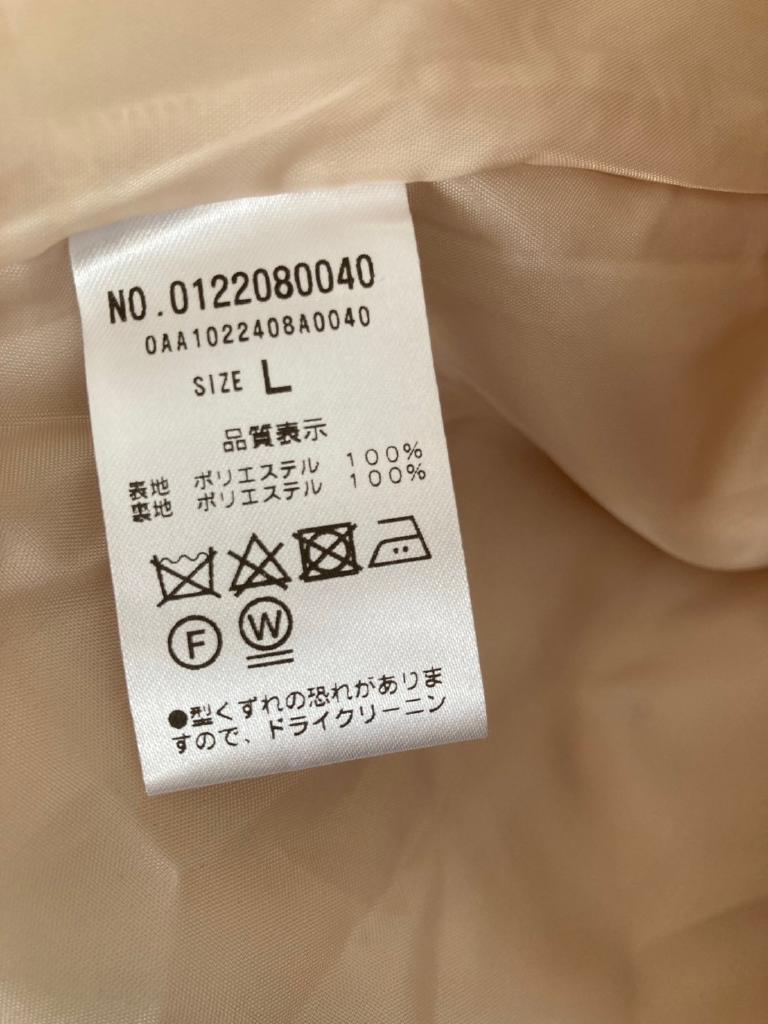 NO.0122080040
0AA1022408A0040
SIZE L
品質表示
表地 ポリエステル 100%
裏地 ポリエステル 100%
F W
●型くずれの恐れがありま
すので、ドライクリーニン